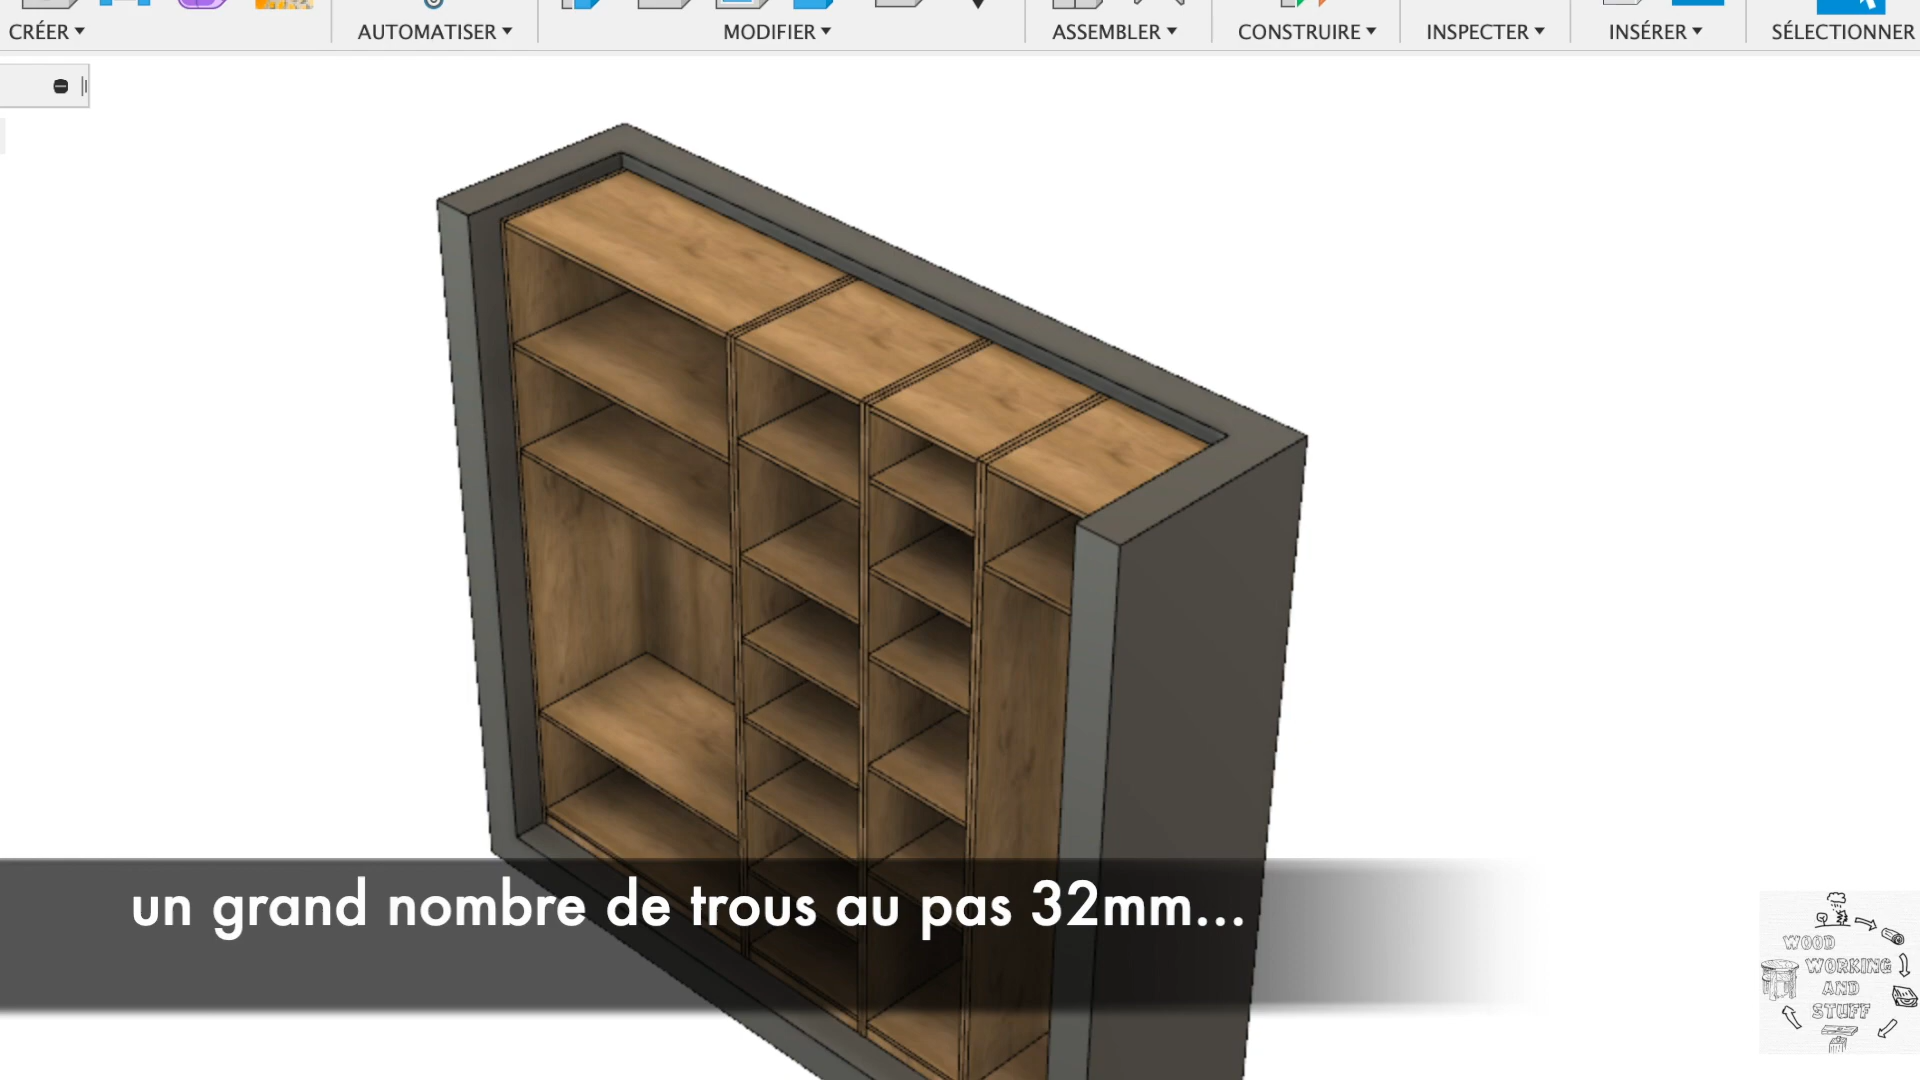 CRÉER
AUTOMATISER
MODIFIER
ASSEMBLER
CONSTRUIRE
INSPECTER
INSÉRER
SÉLECTIONNER
un grand nombre de trous au pas 32mm...
WOOD
WORKING
AND
STUFF